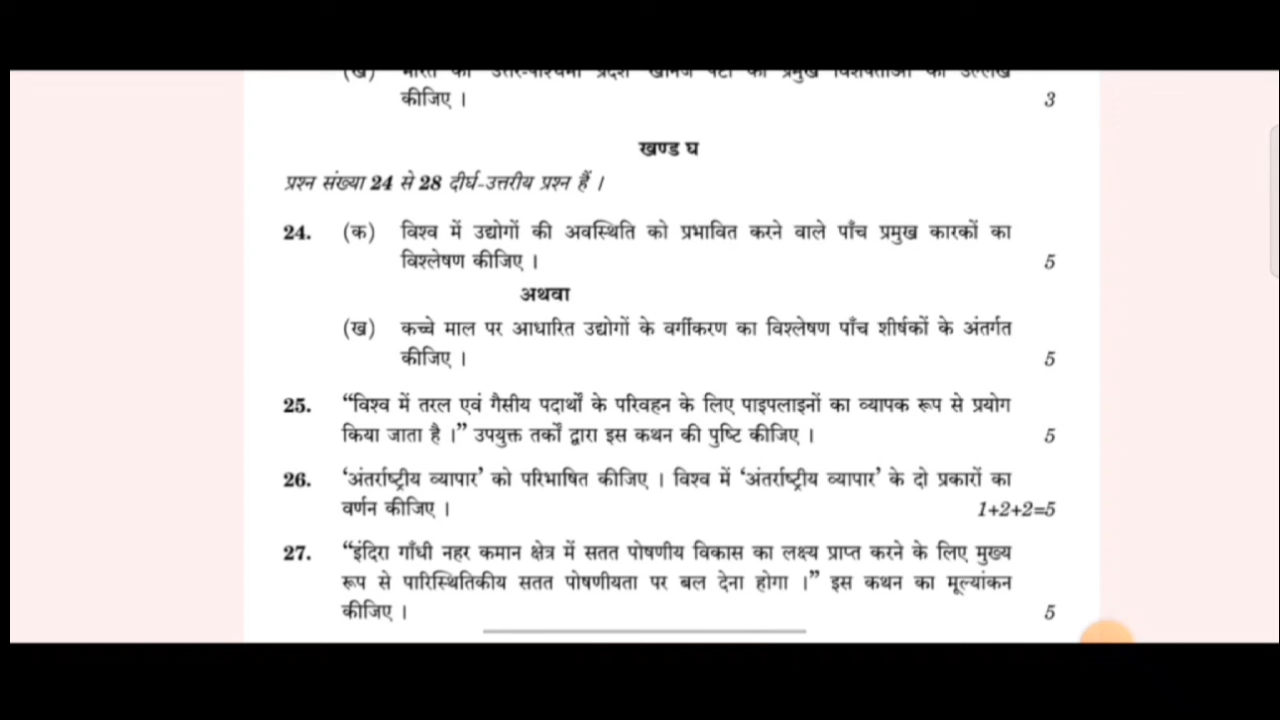 कीजिए । 3
खण्ड घ
प्रश्न संख्या 24 से 28 दीर्घ-उत्तरीय प्रश्न हैं ।
24. (क) विश्व में उद्योगों की अवस्थिति को प्रभावित करने वाले पाँच प्रमुख कारकों का
विश्लेषण कीजिए । 5
अथवा
(ख) कच्चे माल पर आधारित उद्योगों के वर्गीकरण का विश्लेषण पाँच शीर्षकों के अंतर्गत
कीजिए । 5
25. “विश्व में तरल एवं गैसीय पदार्थों के परिवहन के लिए पाइपलाइनों का व्यापक रूप से प्रयोग
किया जाता है ।” उपयुक्त तर्कों द्वारा इस कथन की पुष्टि कीजिए । 5
26. ‘अंतर्राष्ट्रीय व्यापार’ को परिभाषित कीजिए । विश्व में ‘अंतर्राष्ट्रीय व्यापार’ के दो प्रकारों का
वर्णन कीजिए । 1+2+2=5
27. “इंदिरा गाँधी नहर कमान क्षेत्र में सतत पोषणीय विकास का लक्ष्य प्राप्त करने के लिए मुख्य
रूप से पारिस्थितिकीय सतत पोषणीयता पर बल देना होगा ।” इस कथन का मूल्यांकन
कीजिए । 5